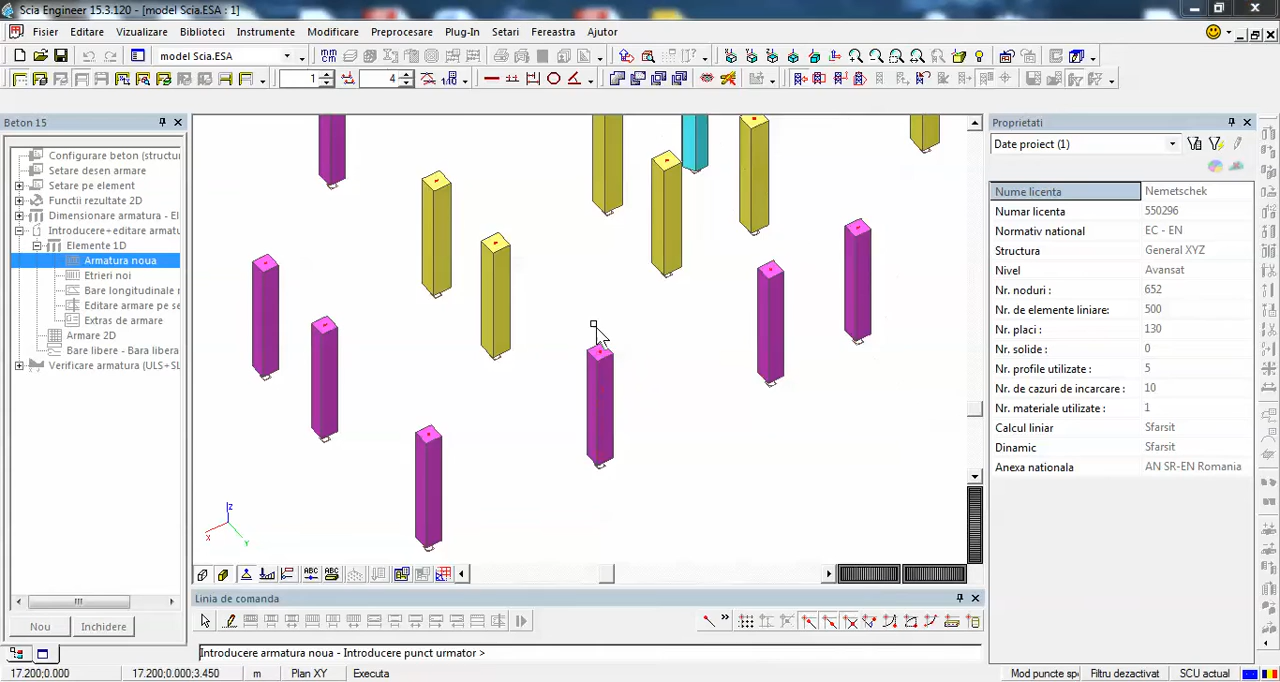 Scia Engineer 15.3.120 - [model Scia.ESA : 1]
Fisier Editare Vizualizare Biblioteci Instrumente Modificare Preprocesare Plug-In Setări Fereastra Ajutor
model Scia.ESA
1 4
Beton 15
Configurare beton (structu
Setare desen armare
Setare pe element
Functii rezultate 2D
Dimensionare armatura - El
Introducere+editare armatu
Elemente 1D
Armatura noua
Etrieri noi
Bare longitudinale n
Editare armare pe se
Extras de armare
Armare 2D
Bare libere - Bara libera
Verificare armatura (ULS+SL
Nou Inchidere
X Y Z
ABC
Linia de comanda
Introducere armatura noua - Introducere punct urmator >
Proprietati
Date proiect (1)
Nume licenta Nemetschek
Numar licenta 550296
Normativ national EC - EN
Structura General XYZ
Nivel Avansat
Nr. noduri : 652
Nr. de elemente liniare: 500
Nr. placi : 130
Nr. solide : 0
Nr. profile utilizate : 5
Nr. de cazuri de incarcare : 10
Nr. materiale utilizate : 1
Calcul liniar Sfarsit
Dinamic Sfarsit
Anexa nationala AN SR-EN Romania
17.200;0.000 17.200;0.000;3.450 m Plan XY Executa Mod puncte spe Filtru dezactivat SCU actual